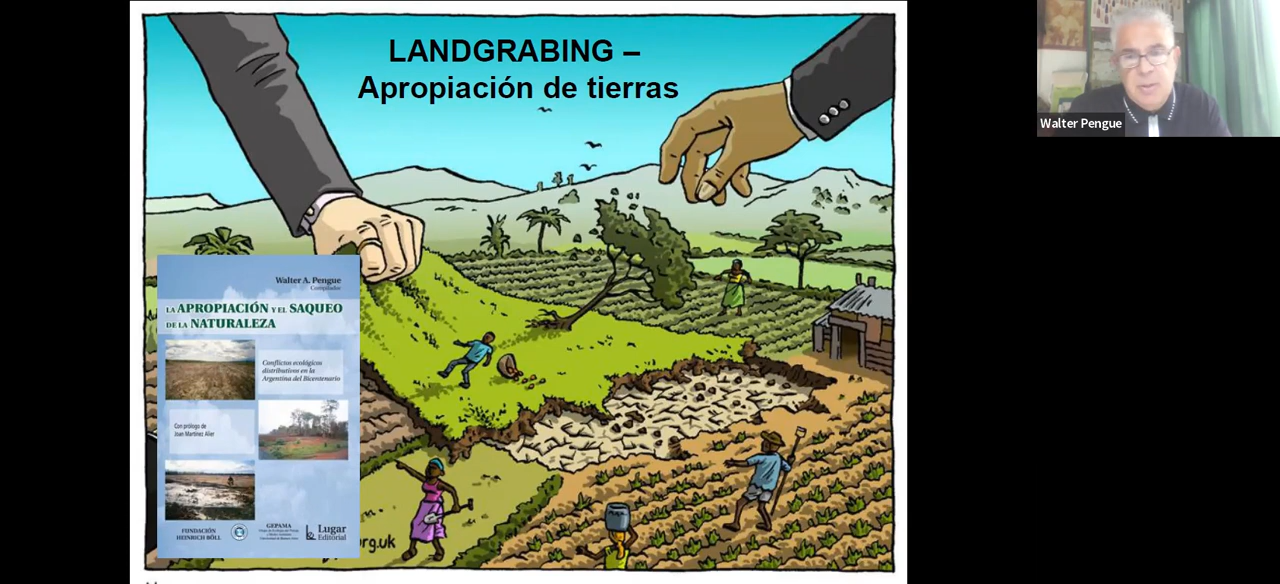 LANDGRABING –
Apropiación de tierras
Walter Pengue
Walter A. Pengue
Compilador
LA APROPIACIÓN Y EL SAQUEO
DE LA NATURALEZA
Conflictos ecológicos
distributivos en la
Argentina del Bicentenario
Con prólogo de
Joan Martínez Alier
FUNDACIÓN
HEINRICH BÖLL
GEPAMA
Lugar
Editorial
rg.uk